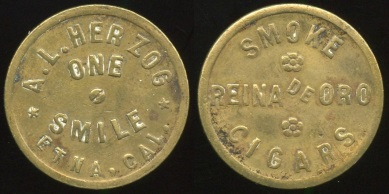 A. L. HERZOG
ONE
SMILE
ETNA, CAL.
SMOKE
REINA DE ORO
CIGARS